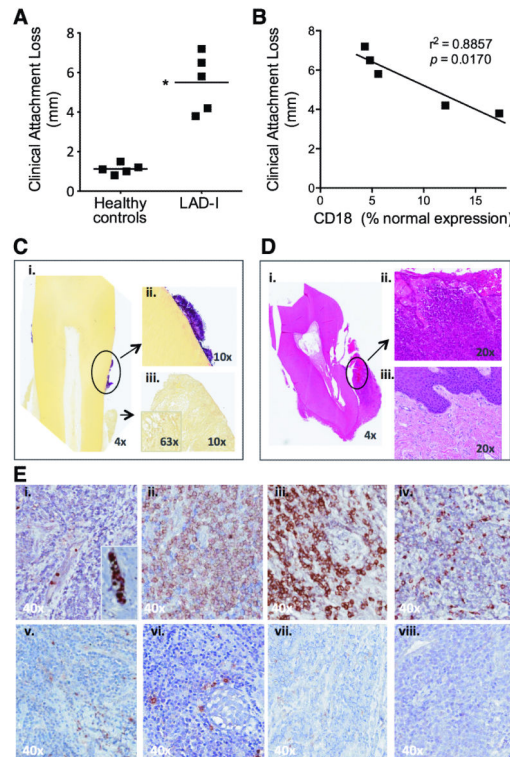 A
Clinical Attachment Loss
(mm)
8
6
4
2
0
*
Healthy
controls
LAD-I
B
Clinical Attachment Loss
(mm)
8
6
4
2
0
r² = 0.8857
p = 0.0170
0
5
10
15
CD18 (% normal expression)
C
i.
4x
ii.
10x
iii.
63x
10x
D
i.
4x
ii.
20x
iii.
20x
E
i.
40x
ii.
40x
iii.
40x
iv.
40x
v.
40x
vi.
40x
vii.
40x
viii.
40x